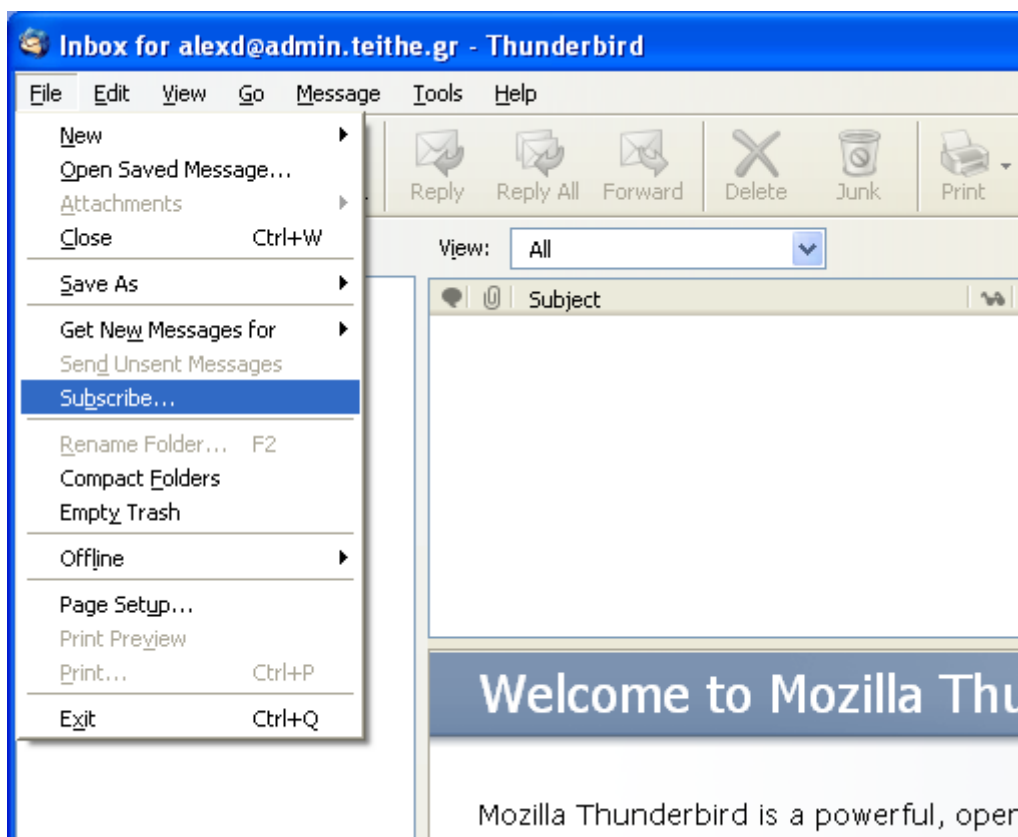 Inbox for alexd@admin.teithe.gr - Thunderbird
File Edit View Go Message Tools Help
New
Open Saved Message...
Attachments
Close Ctrl+W
Save As
Get New Messages for
Send Unsent Messages
Subscribe...
Rename Folder... F2
Compact Folders
Empty Trash
Offline
Page Setup...
Print Preview
Print... Ctrl+P
Exit Ctrl+Q
Reply Reply All Forward Delete Junk Print
View: All
Subject
Welcome to Mozilla Thu
Mozilla Thunderbird is a powerful, oper